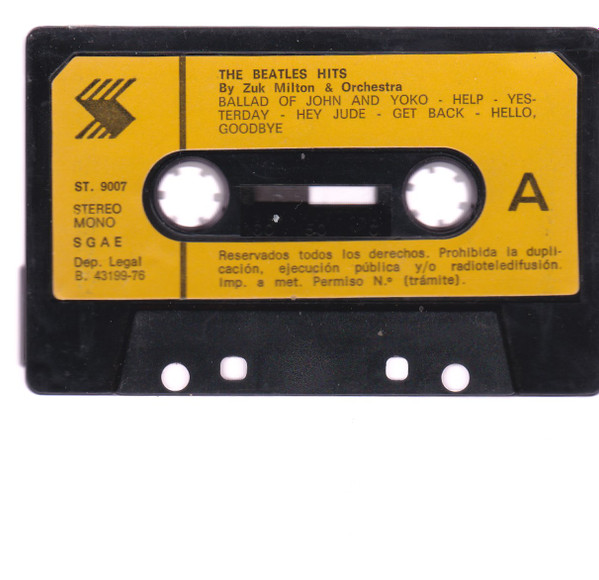 THE BEATLES HITS
By Zuk Milton & Orchestra
BALLAD OF JOHN AND YOKO - HELP - YES-
TERDAY - HEY JUDE - GET BACK - HELLO,
GOODBYE
ST. 9007
STEREO
MONO
S G A E
Dep. Legal
B. 43199-76
A
Reservados todos los derechos. Prohibida la dupli-
cación, ejecución pública y/o radioteledifusión.
Imp. a met. Permiso N.º (trámite).